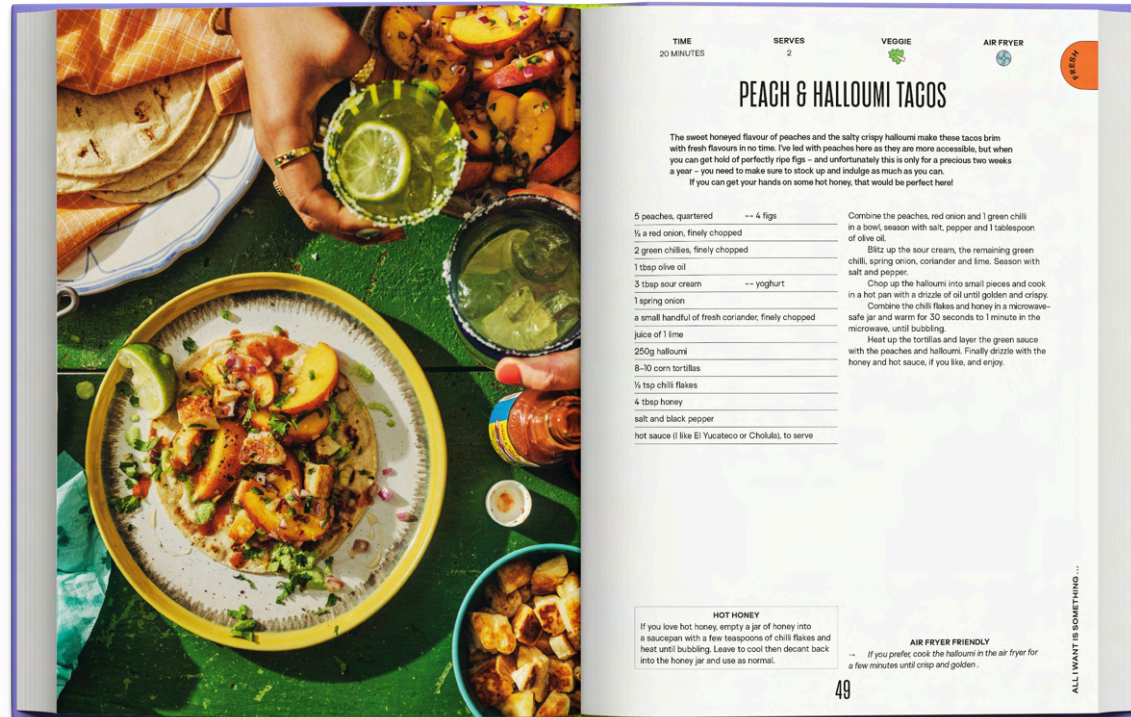 TIME
20 MINUTES
SERVES
2
VEGGIE
AIR FRYER
FRESH
PEACH & HALLOUMI TACOS
The sweet honeyed flavour of peaches and the salty crispy halloumi make these tacos brim
with fresh flavours in no time. I've led with peaches here as they are more accessible, but when
you can get hold of perfectly ripe figs – and unfortunately this is only for a precious two weeks
a year – you need to make sure to stock up and indulge as much as you can.
If you can get your hands on some hot honey, that would be perfect here!
5 peaches, quartered ↔ 4 figs
½ a red onion, finely chopped
2 green chillies, finely chopped
1 tbsp olive oil
3 tbsp sour cream ↔ yoghurt
1 spring onion
a small handful of fresh coriander, finely chopped
juice of 1 lime
250g halloumi
8–10 corn tortillas
½ tsp chilli flakes
4 tbsp honey
salt and black pepper
hot sauce (I like El Yucateco or Cholula), to serve
Combine the peaches, red onion and 1 green chilli
in a bowl, season with salt, pepper and 1 tablespoon
of olive oil.
Blitz up the sour cream, the remaining green
chilli, spring onion, coriander and lime. Season with
salt and pepper.
Chop up the halloumi into small pieces and cook
in a hot pan with a drizzle of oil until golden and crispy.
Combine the chilli flakes and honey in a microwave-
safe jar and warm for 30 seconds to 1 minute in the
microwave, until bubbling.
Heat up the tortillas and layer the green sauce
with the peaches and halloumi. Finally drizzle with the
honey and hot sauce, if you like, and enjoy.
HOT HONEY
If you love hot honey, empty a jar of honey into
a saucepan with a few teaspoons of chilli flakes and
heat until bubbling. Leave to cool then decant back
into the honey jar and use as normal.
AIR FRYER FRIENDLY
→ If you prefer, cook the halloumi in the air fryer for
a few minutes until crisp and golden .
ALL I WANT IS SOMETHING ...
49